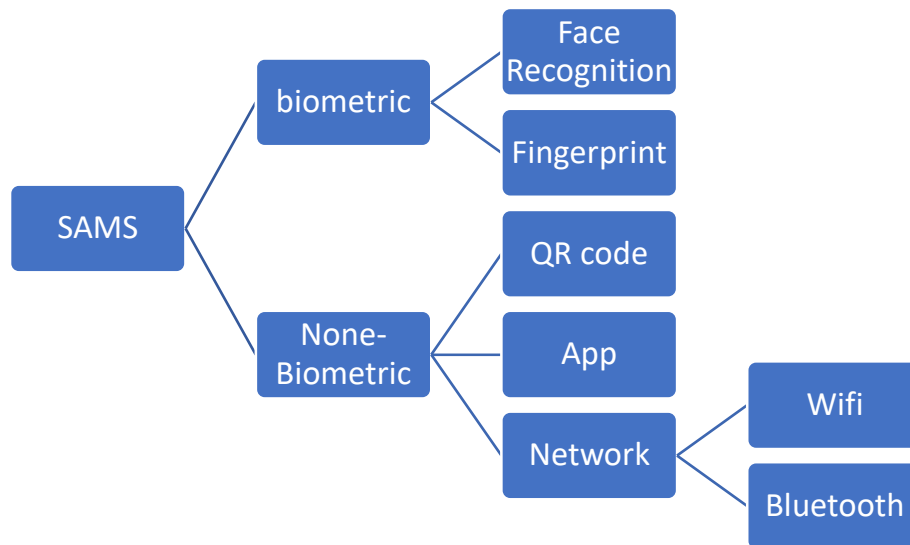 Face
Recognition
biometric
Fingerprint
SAMS
QR code
None-
Biometric
App
Wifi
Network
Bluetooth